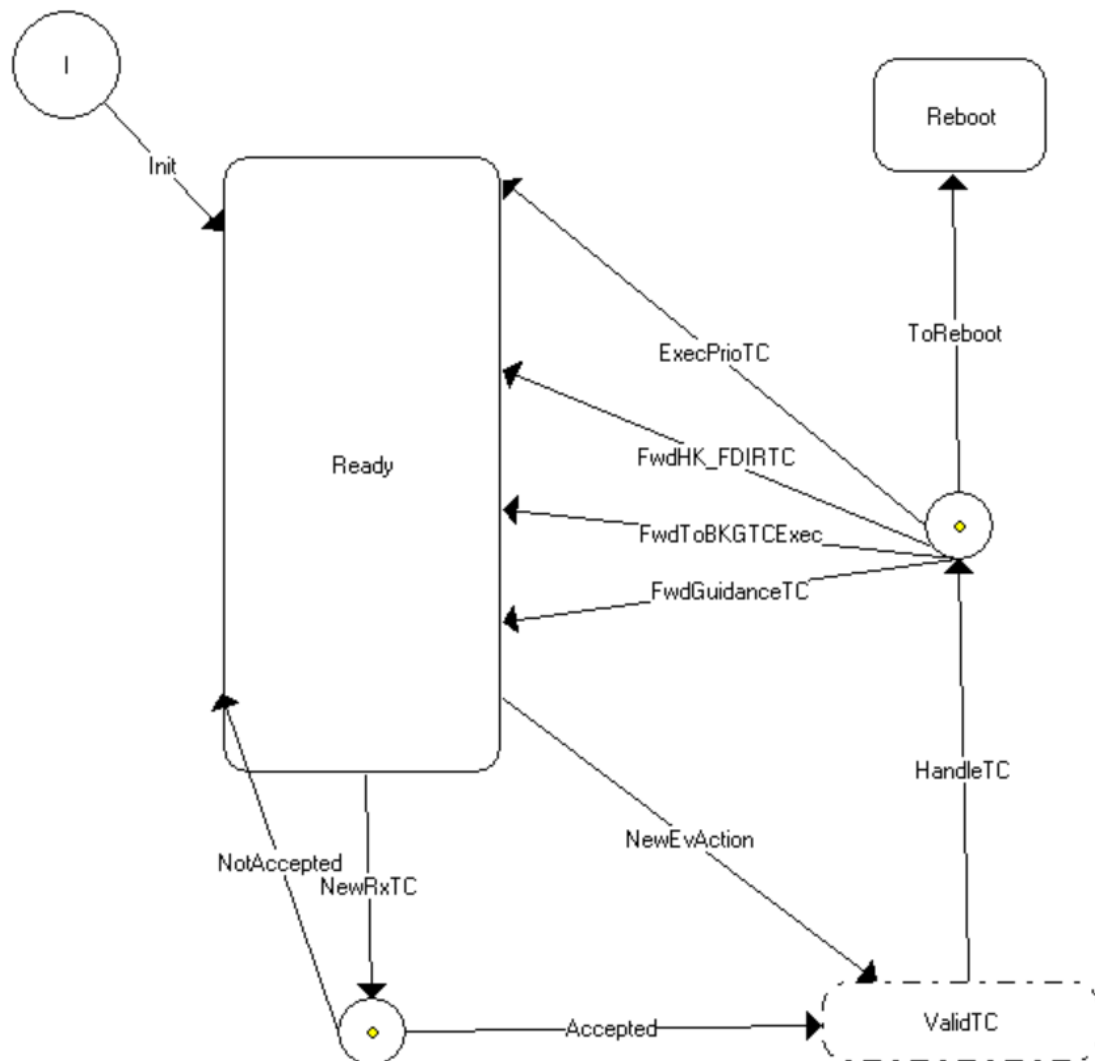 I
Reboot
Init
ToReboot
ExecPrioTC
FwdHK_FDIRTC
Ready
FwdToBKGTCExec
FwdGuidanceTC
HandleTC
NewEvAction
NotAccepted
NewRxTC
Accepted
ValidTC